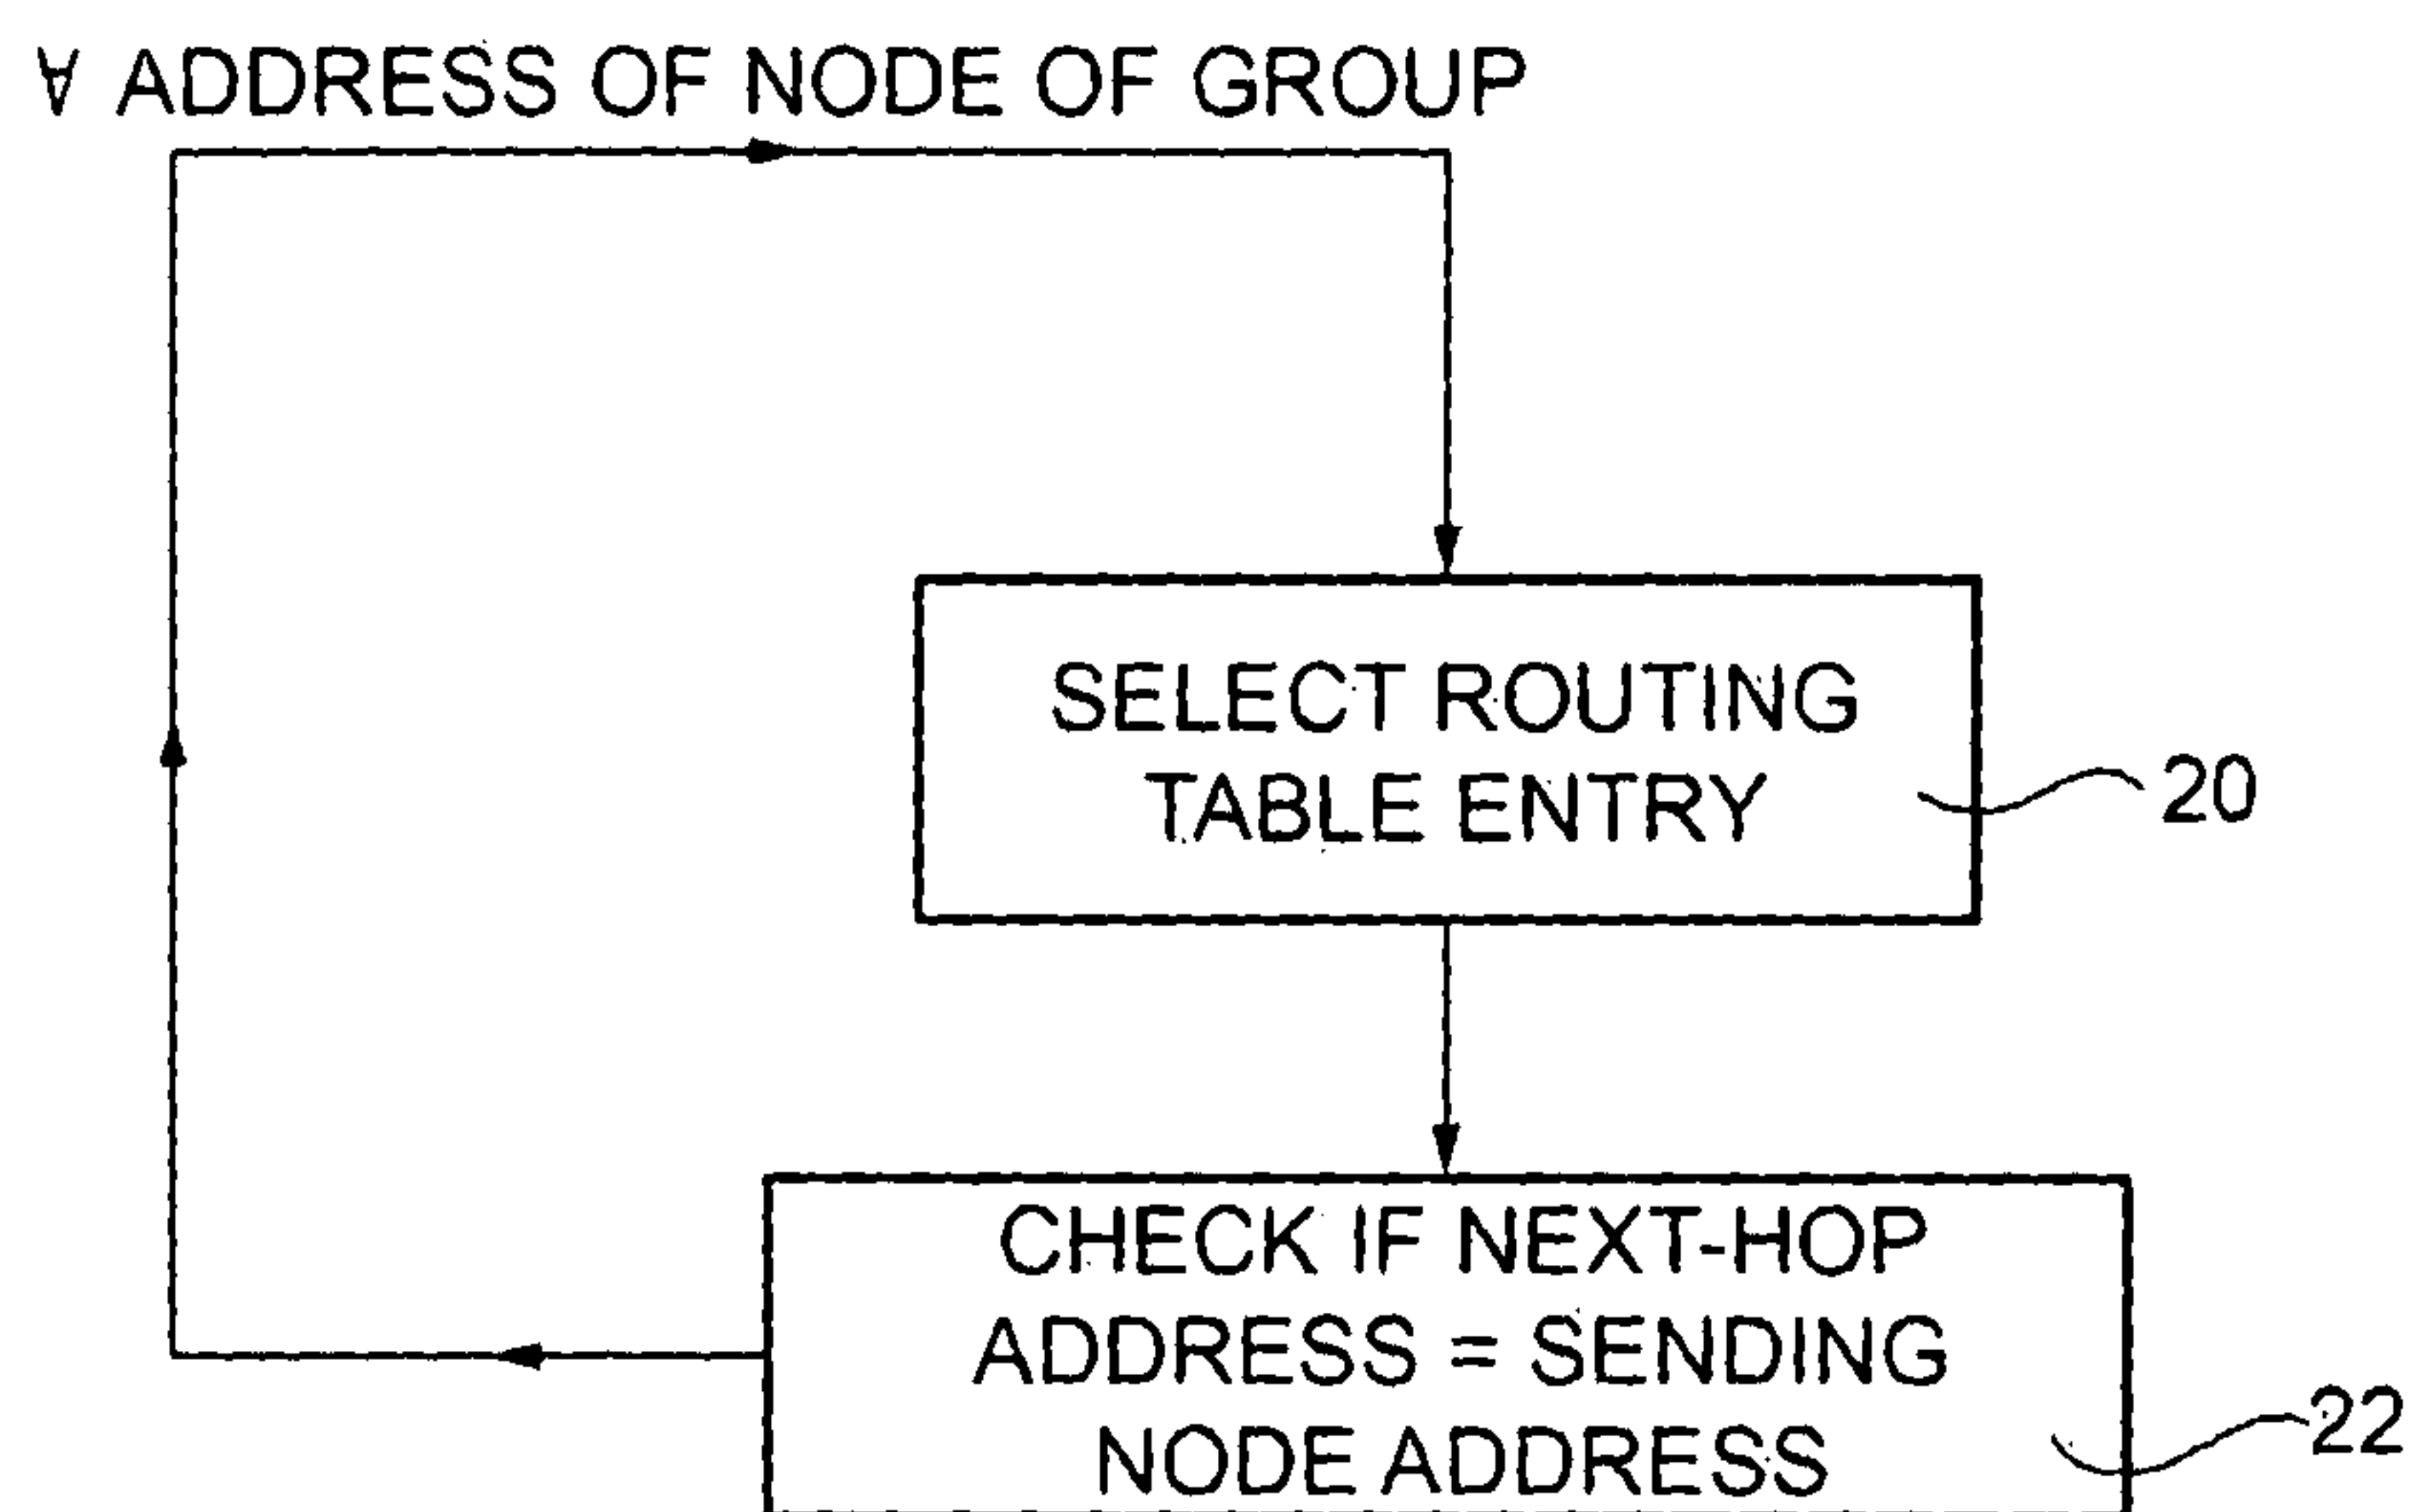 ∀ ADDRESS OF NODE OF GROUP
SELECT ROUTING
TABLE ENTRY
20
CHECK IF NEXT-HOP
ADDRESS = SENDING
NODE ADDRESS
22